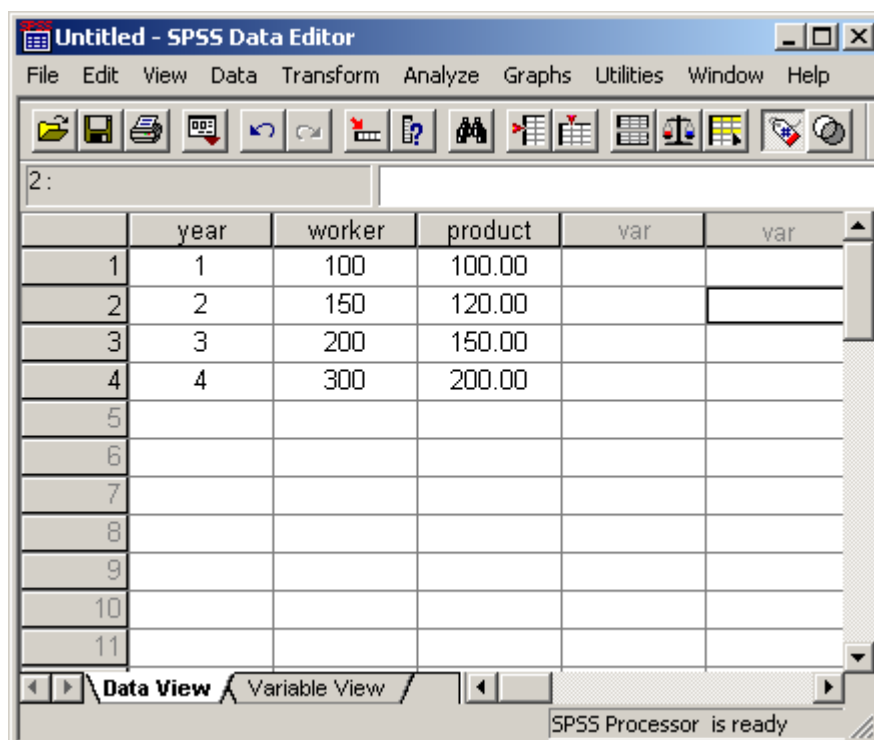 SPSS
Untitled - SPSS Data Editor
File Edit View Data Transform Analyze Graphs Utilities Window Help
2 :
year worker product var var
1 1 100 100.00
2 2 150 120.00
3 3 200 150.00
4 4 300 200.00
5
6
7
8
9
10
11
Data View Variable View
SPSS Processor is ready